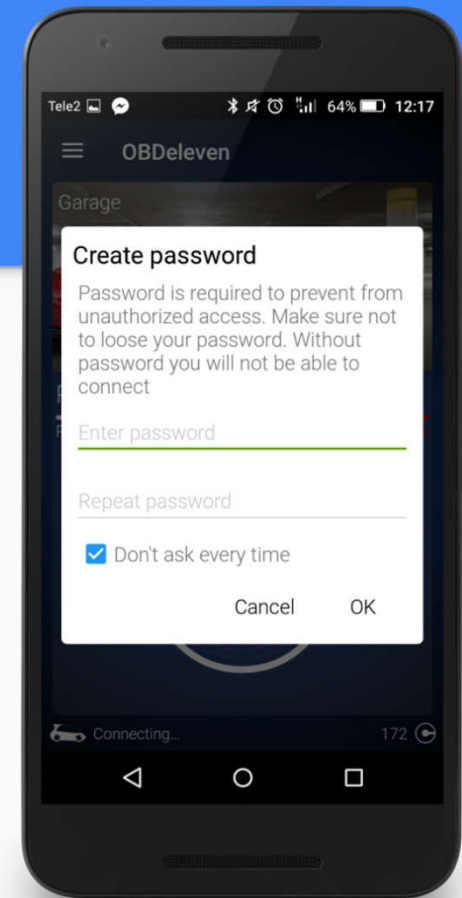 Tele2 64% 12:17
OBDeleven
Garage
Create password
Password is required to prevent from
unauthorized access. Make sure not
to loose your password. Without
password you will not be able to
connect
Enter password
Repeat password
Don't ask every time
Cancel OK
Connecting... 172